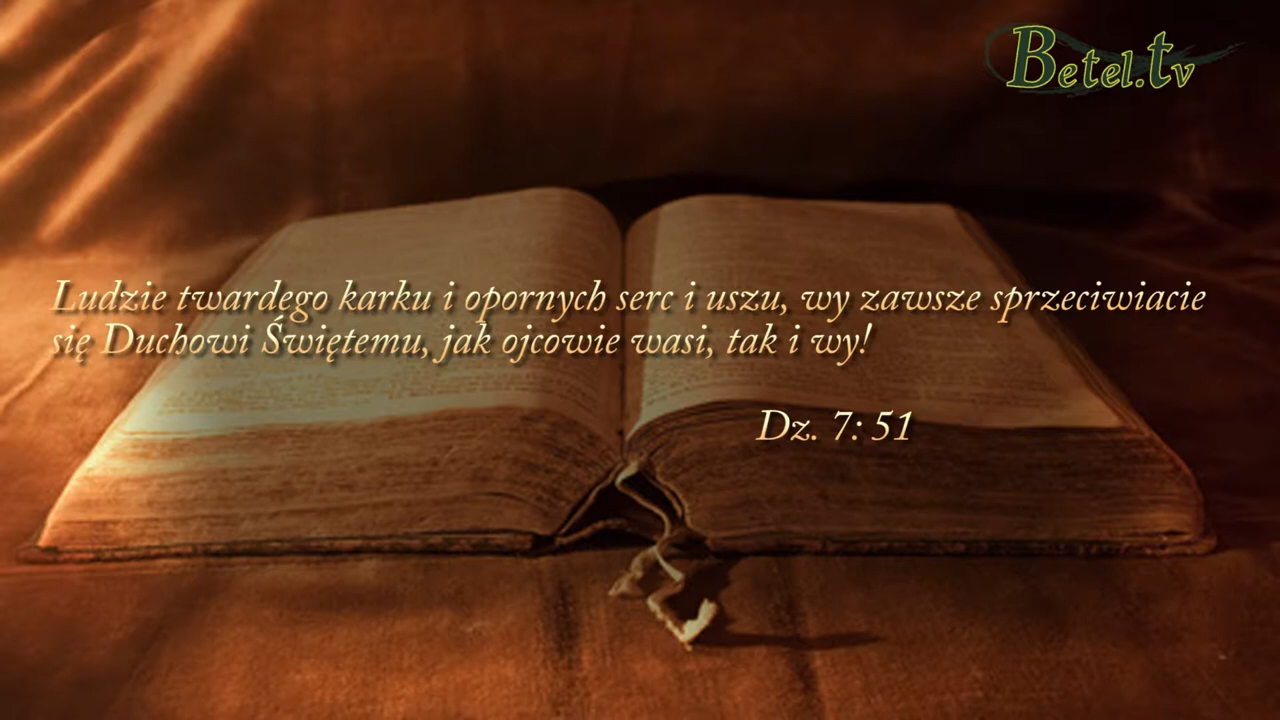 Betel.tv
Ludzie twardego karku i opornych serc i uszu, wy zawsze sprzeciwiacie
się Duchowi Świętemu, jak ojcowie wasi, tak i wy!
Dz. 7: 51